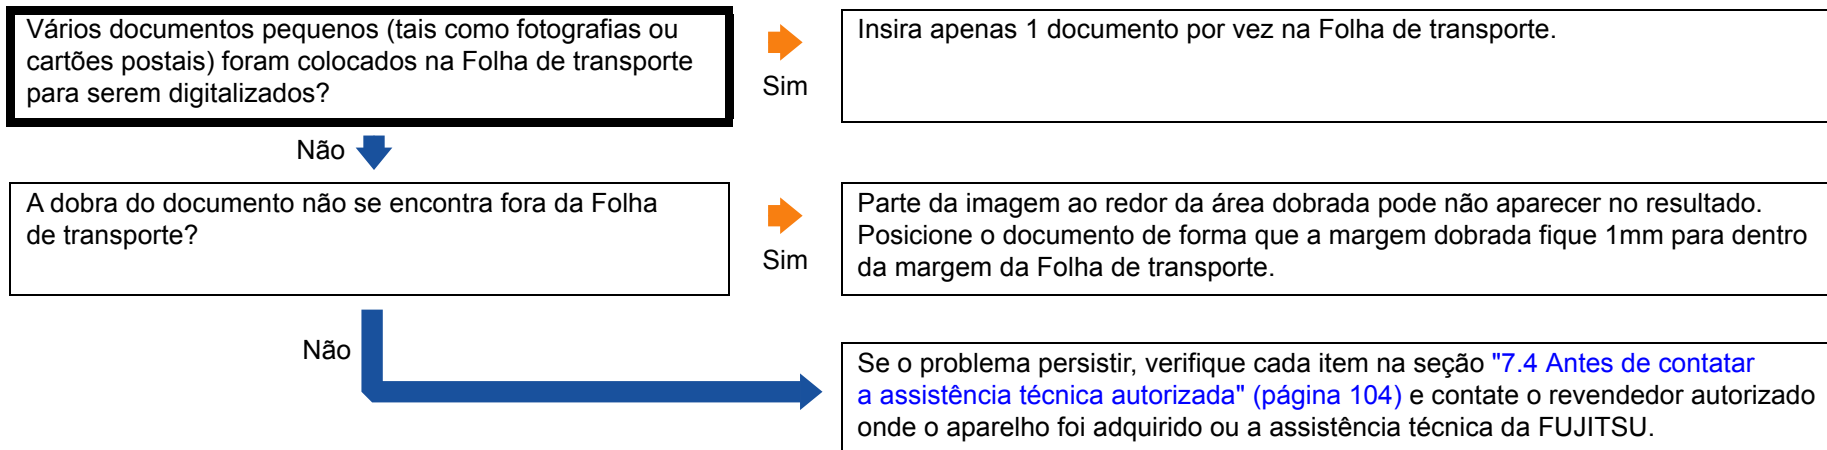 Vários documentos pequenos (tais como fotografias ou
cartões postais) foram colocados na Folha de transporte
para serem digitalizados?
Sim
Insira apenas 1 documento por vez na Folha de transporte.
Não
A dobra do documento não se encontra fora da Folha
de transporte?
Sim
Parte da imagem ao redor da área dobrada pode não aparecer no resultado.
Posicione o documento de forma que a margem dobrada fique 1mm para dentro
da margem da Folha de transporte.
Não
Se o problema persistir, verifique cada item na seção "7.4 Antes de contatar
a assistência técnica autorizada" (página 104) e contate o revendedor autorizado
onde o aparelho foi adquirido ou a assistência técnica da FUJITSU.